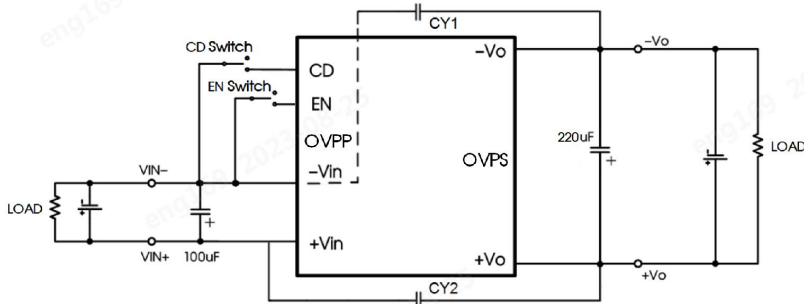 CY1
CD Switch
–Vo
–Vo
CD
EN Switch
EN
220uF
OVPP
OVPS
LOAD
+
VIN–
–Vin
LOAD
+
+
+
VIN+
100uF
+Vin
+Vo
+Vo
CY2